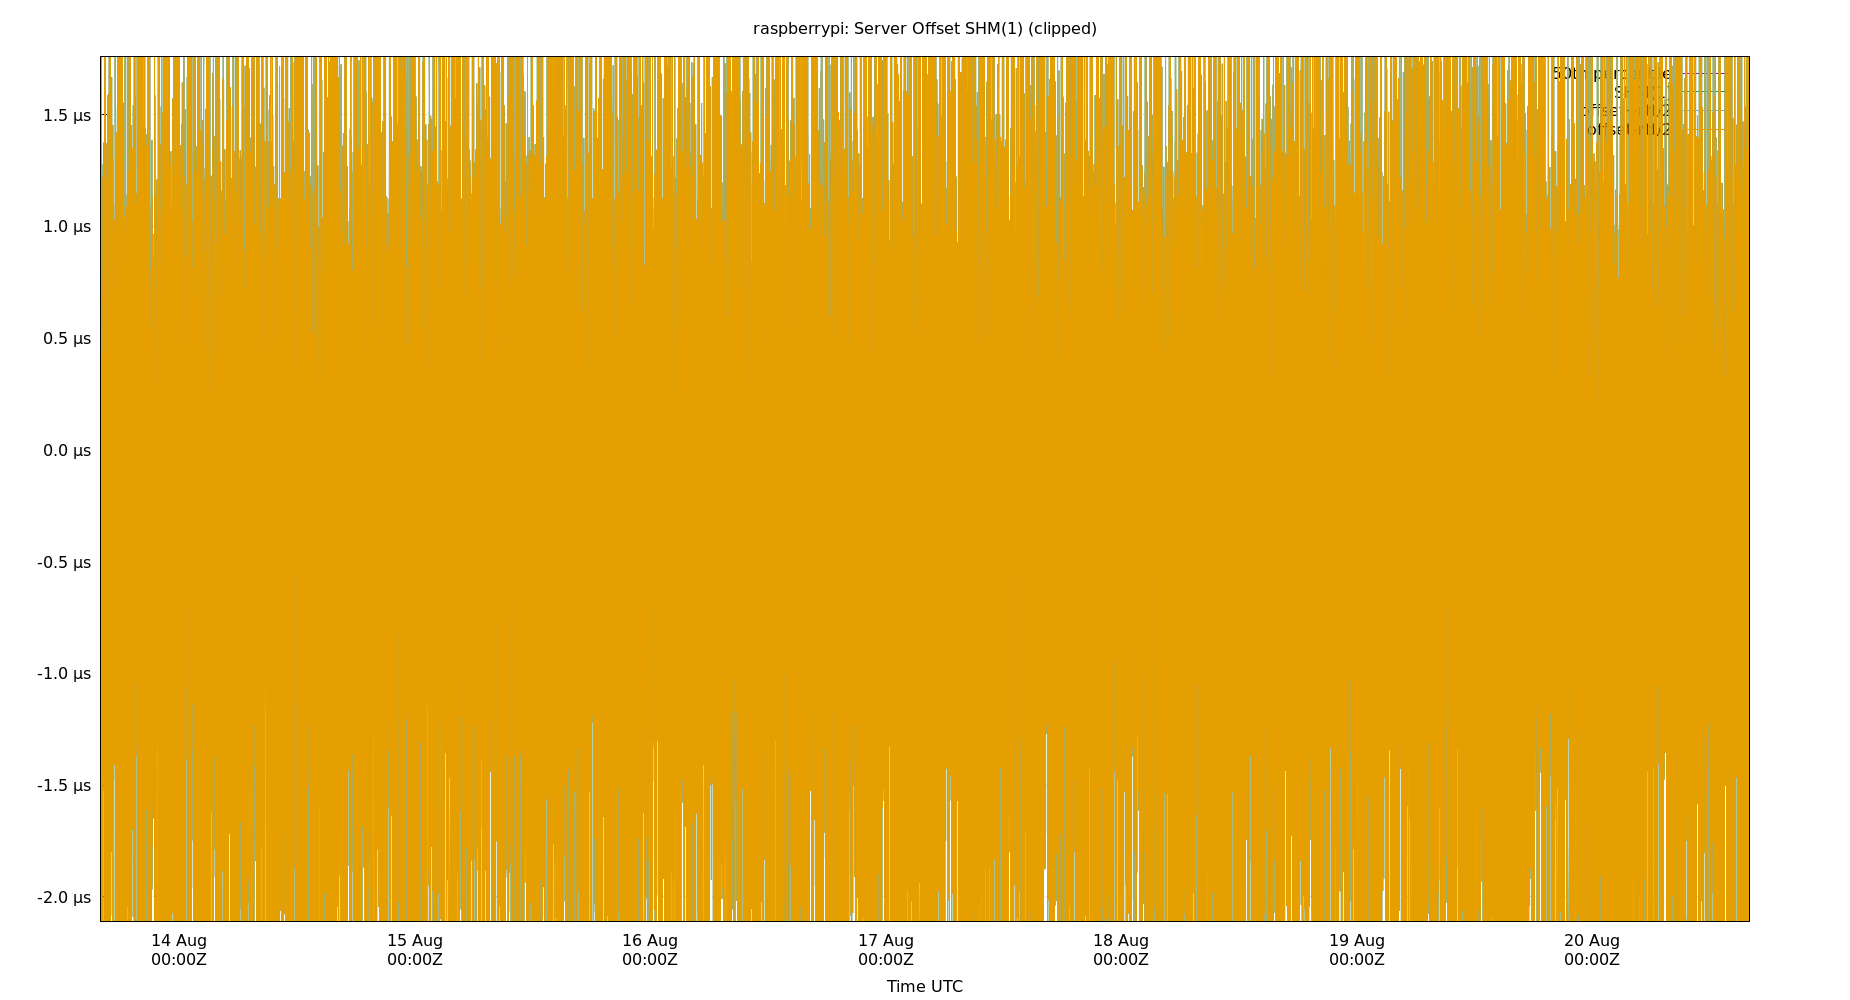 raspberrypi: Server Offset SHM(1) (clipped)
1.5 µs
1.0 µs
0.5 µs
0.0 µs
-0.5 µs
-1.0 µs
-1.5 µs
-2.0 µs
14 Aug 15 Aug 16 Aug 17 Aug 18 Aug 19 Aug 20 Aug
00:00Z 00:00Z 00:00Z 00:00Z 00:00Z 00:00Z 00:00Z
Time UTC